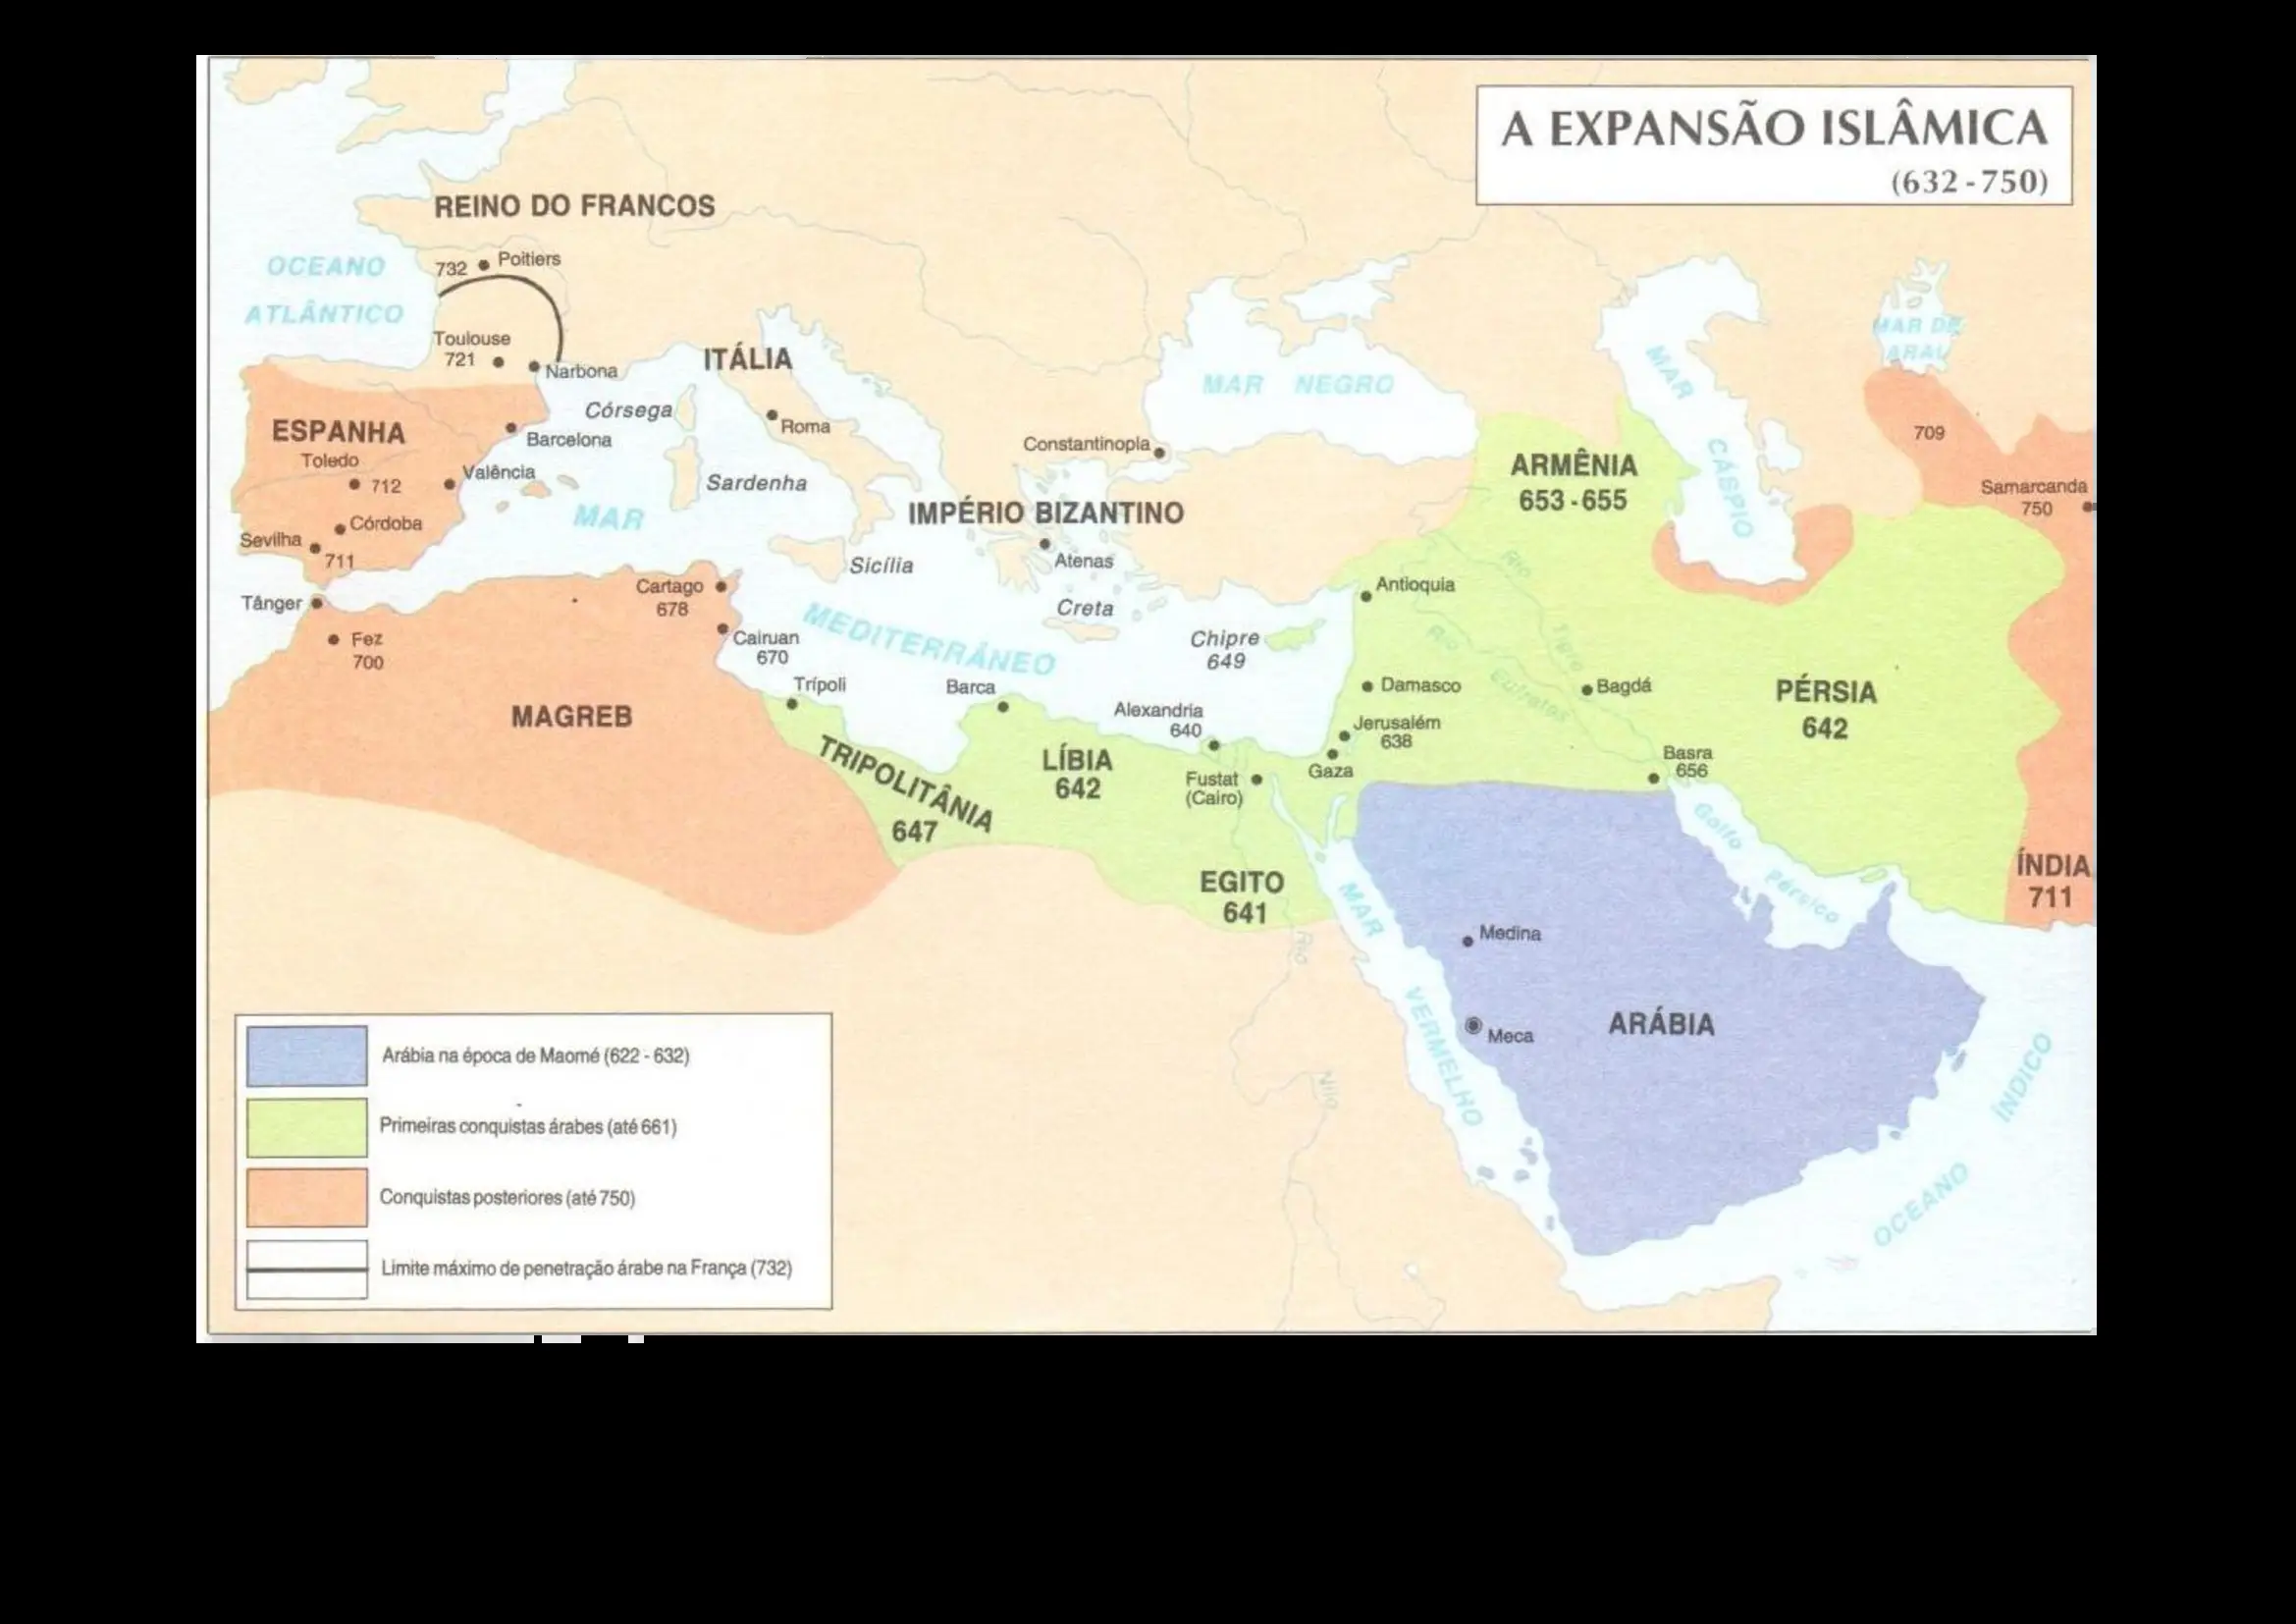 A EXPANSÃO ISLÂMICA
(632 - 750)
REINO DO FRANCOS
OCEANO
ATLÂNTICO
732
Poitiers
Toulouse
721
Narbona
ITÁLIA
Córsega
Roma
ESPANHA
Toledo
712
Barcelona
Valência
Córdoba
Sevilha
711
Sardenha
MAR
MEDITERRÁNEO
Constantinopla
MAR NEGRO
MAR
CÁSPIO
MAR DE
ARAL
709
Samarcanda
750
ARMÊNIA
653 - 655
IMPÉRIO BIZANTINO
Atenas
Sicília
Creta
Chipre
649
Antioquia
Rio
Tigre
Rio
Eufrates
Tânger
Fez
700
Cartago
678
Cairuan
670
Trípoli
Barca
Alexandria
640
Damasco
Bagdá
PÉRSIA
642
MAGREB
TRIPOLITÂNIA
647
LÍBIA
642
Fustat
(Cairo)
Jerusalém
638
Gaza
Basra
656
Golfo
Pérsico
ÍNDIA
711
EGITO
641
MAR
VERMELHO
Rio
Nilo
Medina
Meca
ARÁBIA
OCEANO
ÍNDICO
Arábia na época de Maomé (622 - 632)
Primeiras conquistas árabes (até 661)
Conquistas posteriores (até 750)
Limite máximo de penetração árabe na França (732)